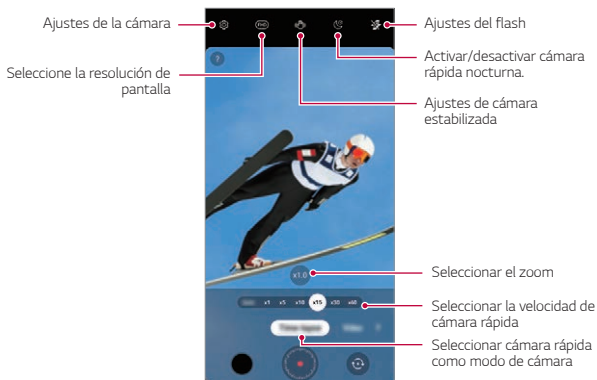 Ajustes de la cámara
Seleccione la resolución de
pantalla
FHD
?
Ajustes del flash
Activar/desactivar cámara
rápida nocturna.
Ajustes de cámara
estabilizada
x1.0
Seleccionar el zoom
x1 x5 x10 x15 x30 x60
Seleccionar la velocidad de
cámara rápida
Time-lapse
Video
Seleccionar cámara rápida
como modo de cámara